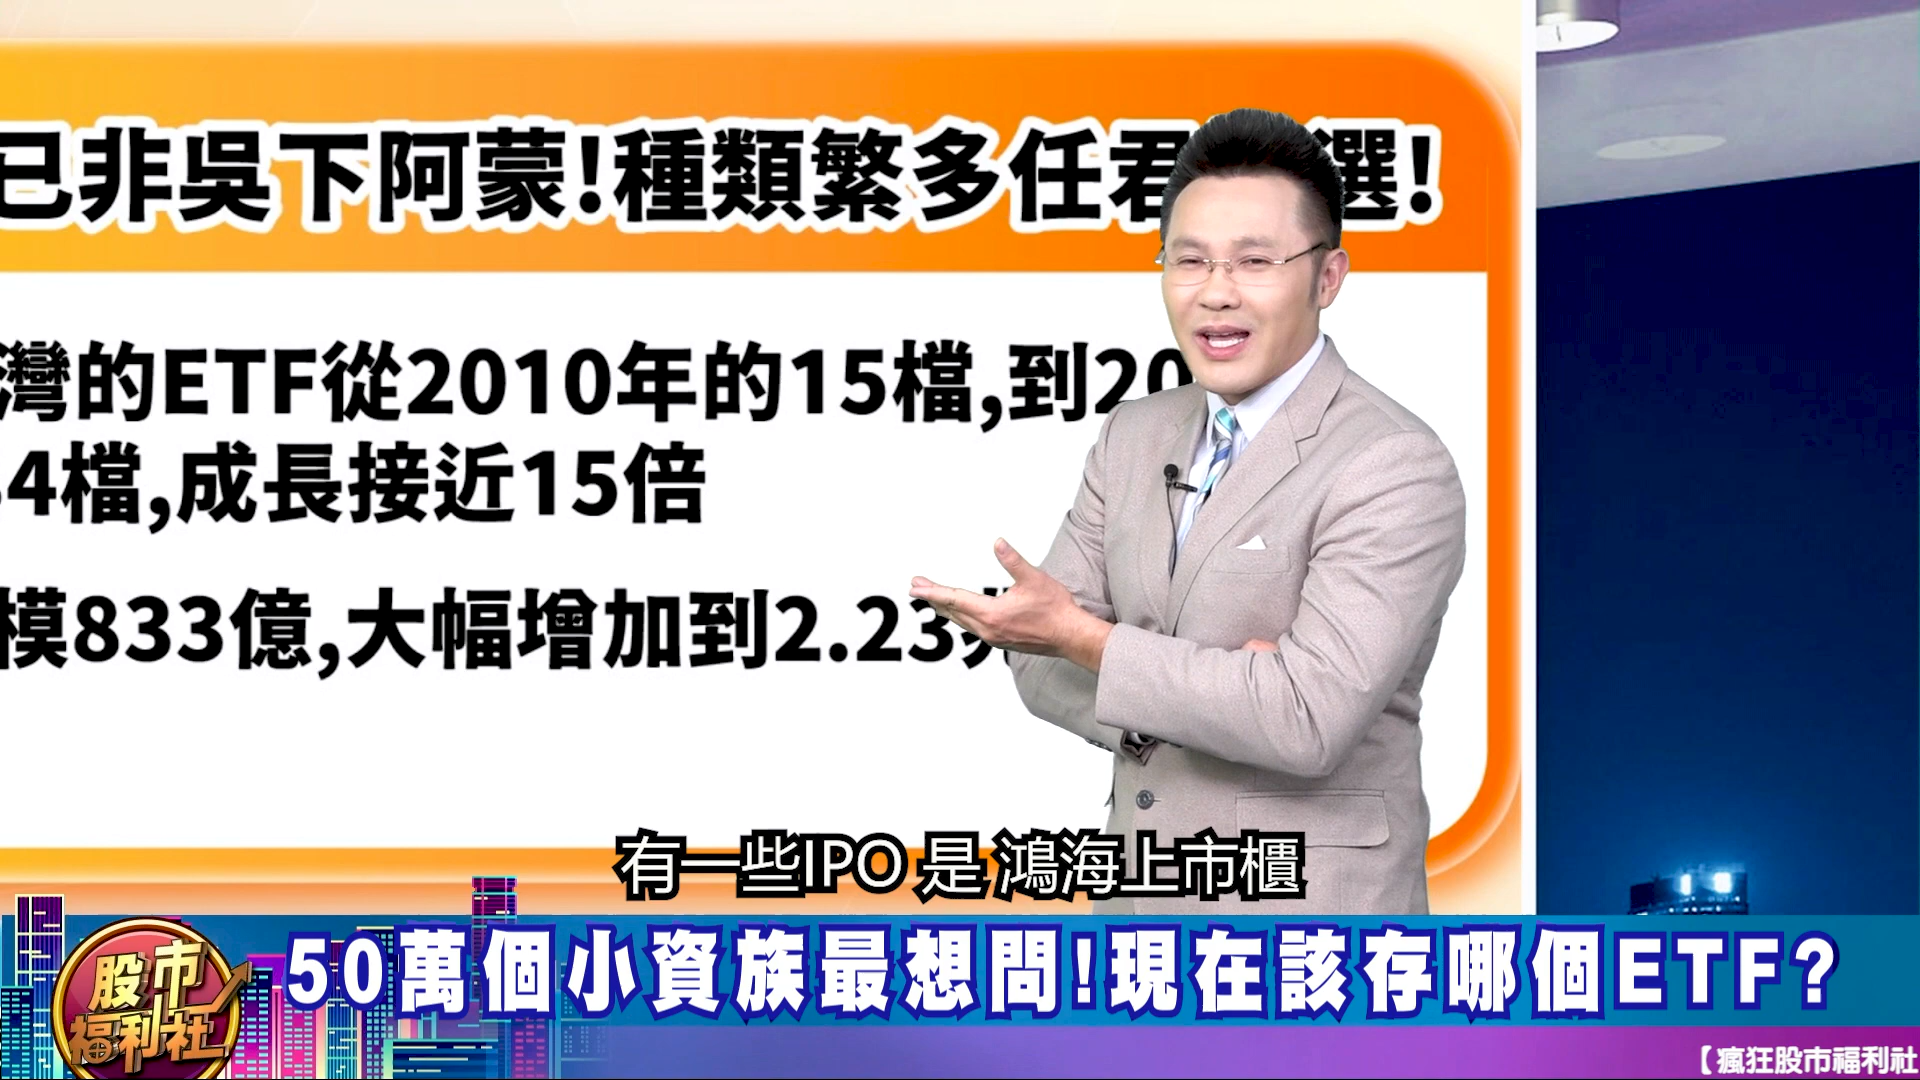 已非吳下阿蒙!種類繁多任君選!
灣的ETF從2010年的15檔,到20
4檔,成長接近15倍
模833億,大幅增加到2.23兆
有一些IPO 是 鴻海上市櫃
50萬個小資族最想問!現在該存哪個ETF?
股市
福利社
【瘋狂股市福利社